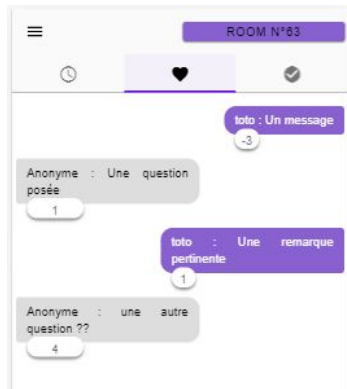 ROOM N°63
toto : Un message
-3
Anonyme : Une question
posée
1
toto : Une remarque
pertinente
1
Anonyme : une autre
question ??
4